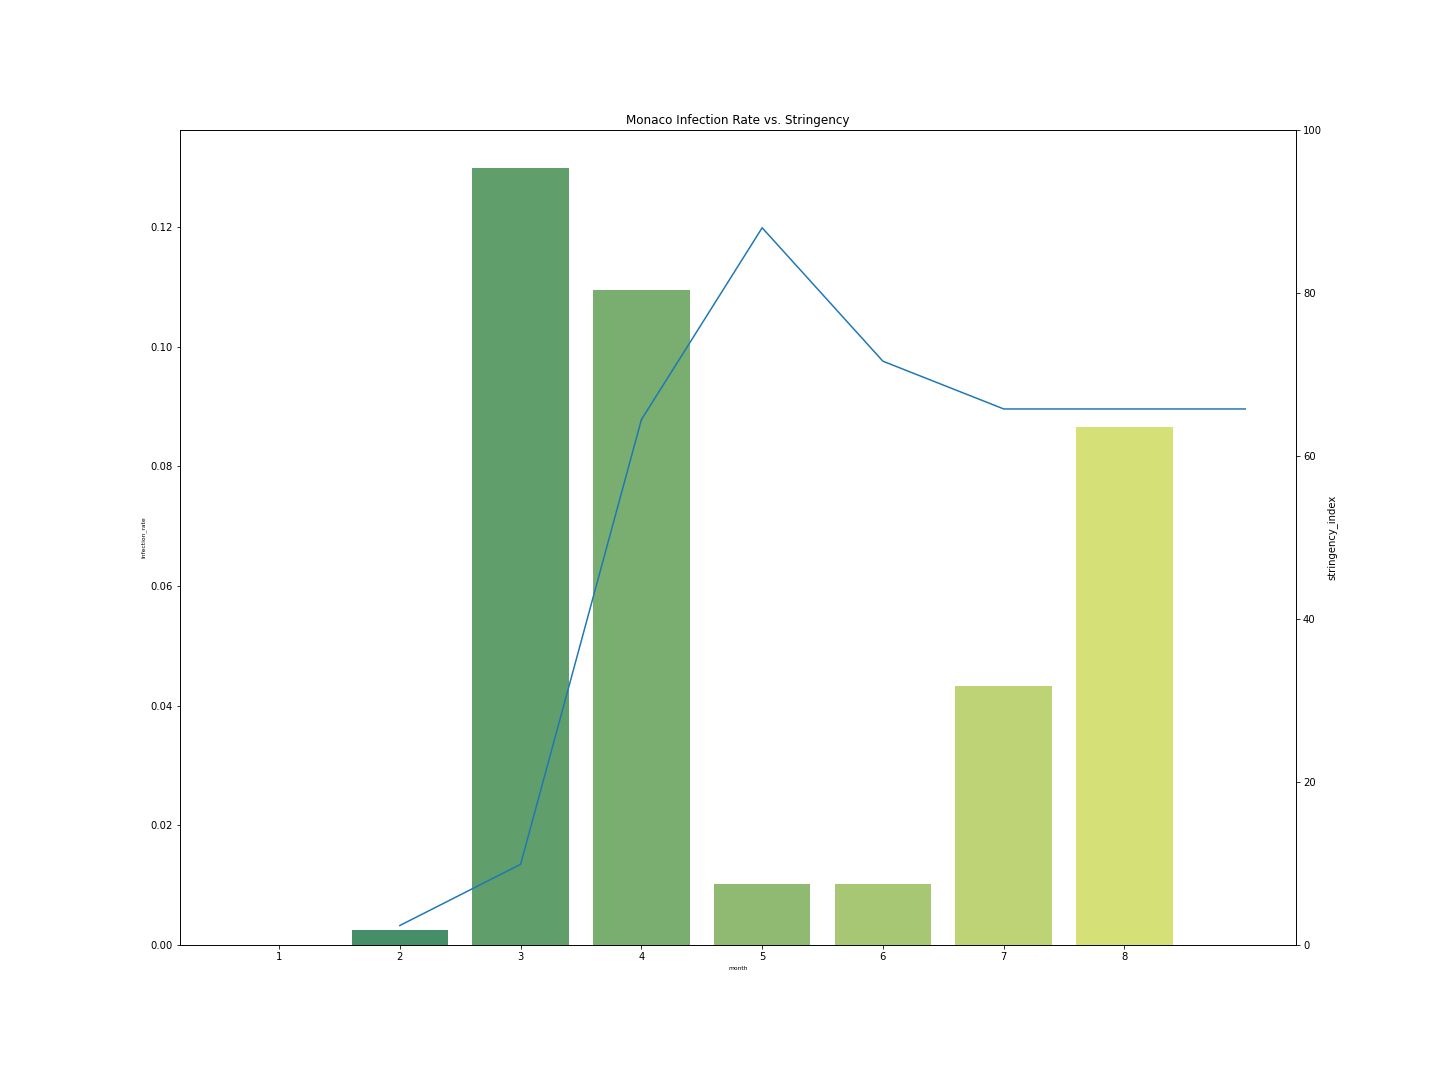 Monaco Infection Rate vs. Stringency
0.12
0.10
0.08
0.06
0.04
0.02
0.00
Infection_rate
100
80
60
40
20
0
stringency_index
1 2 3 4 5 6 7 8
month